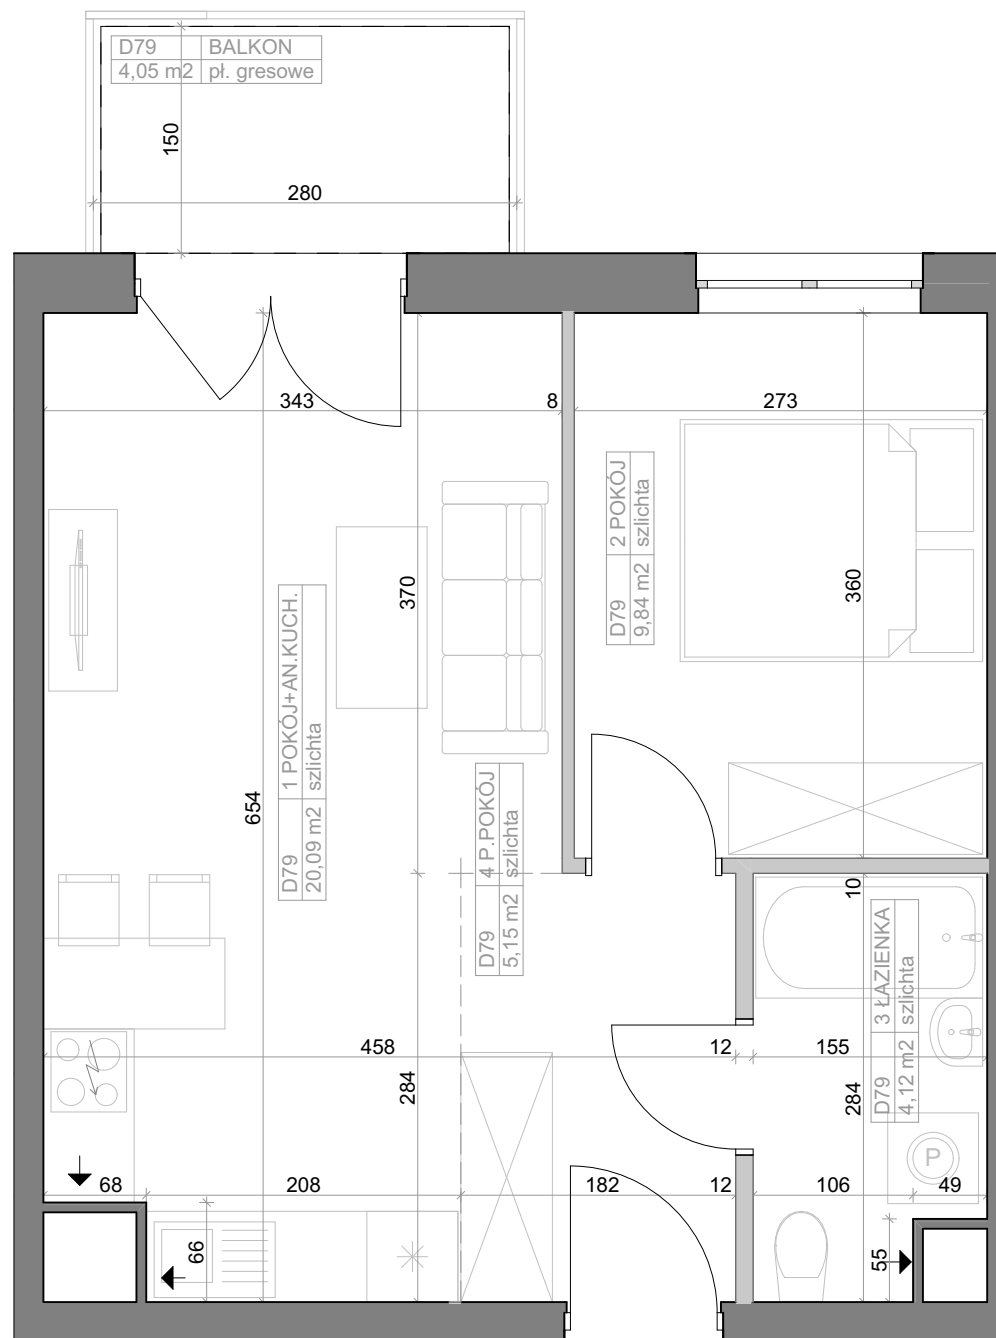 D79 BALKON
4,05 m2 pł. gresowe
150
280
343
8
273
D79 2 POKÓJ
9,84 m2 szlichta
370
360
D79 1 POKÓJ+AN.KUCH.
20,09 m2 szlichta
654
D79 4 P.POKÓJ
5,15 m2 szlichta
10
D79 3 ŁAZIENKA
4,12 m2 szlichta
458
12
155
284
284
P
68
208
182
12
106
49
66
55